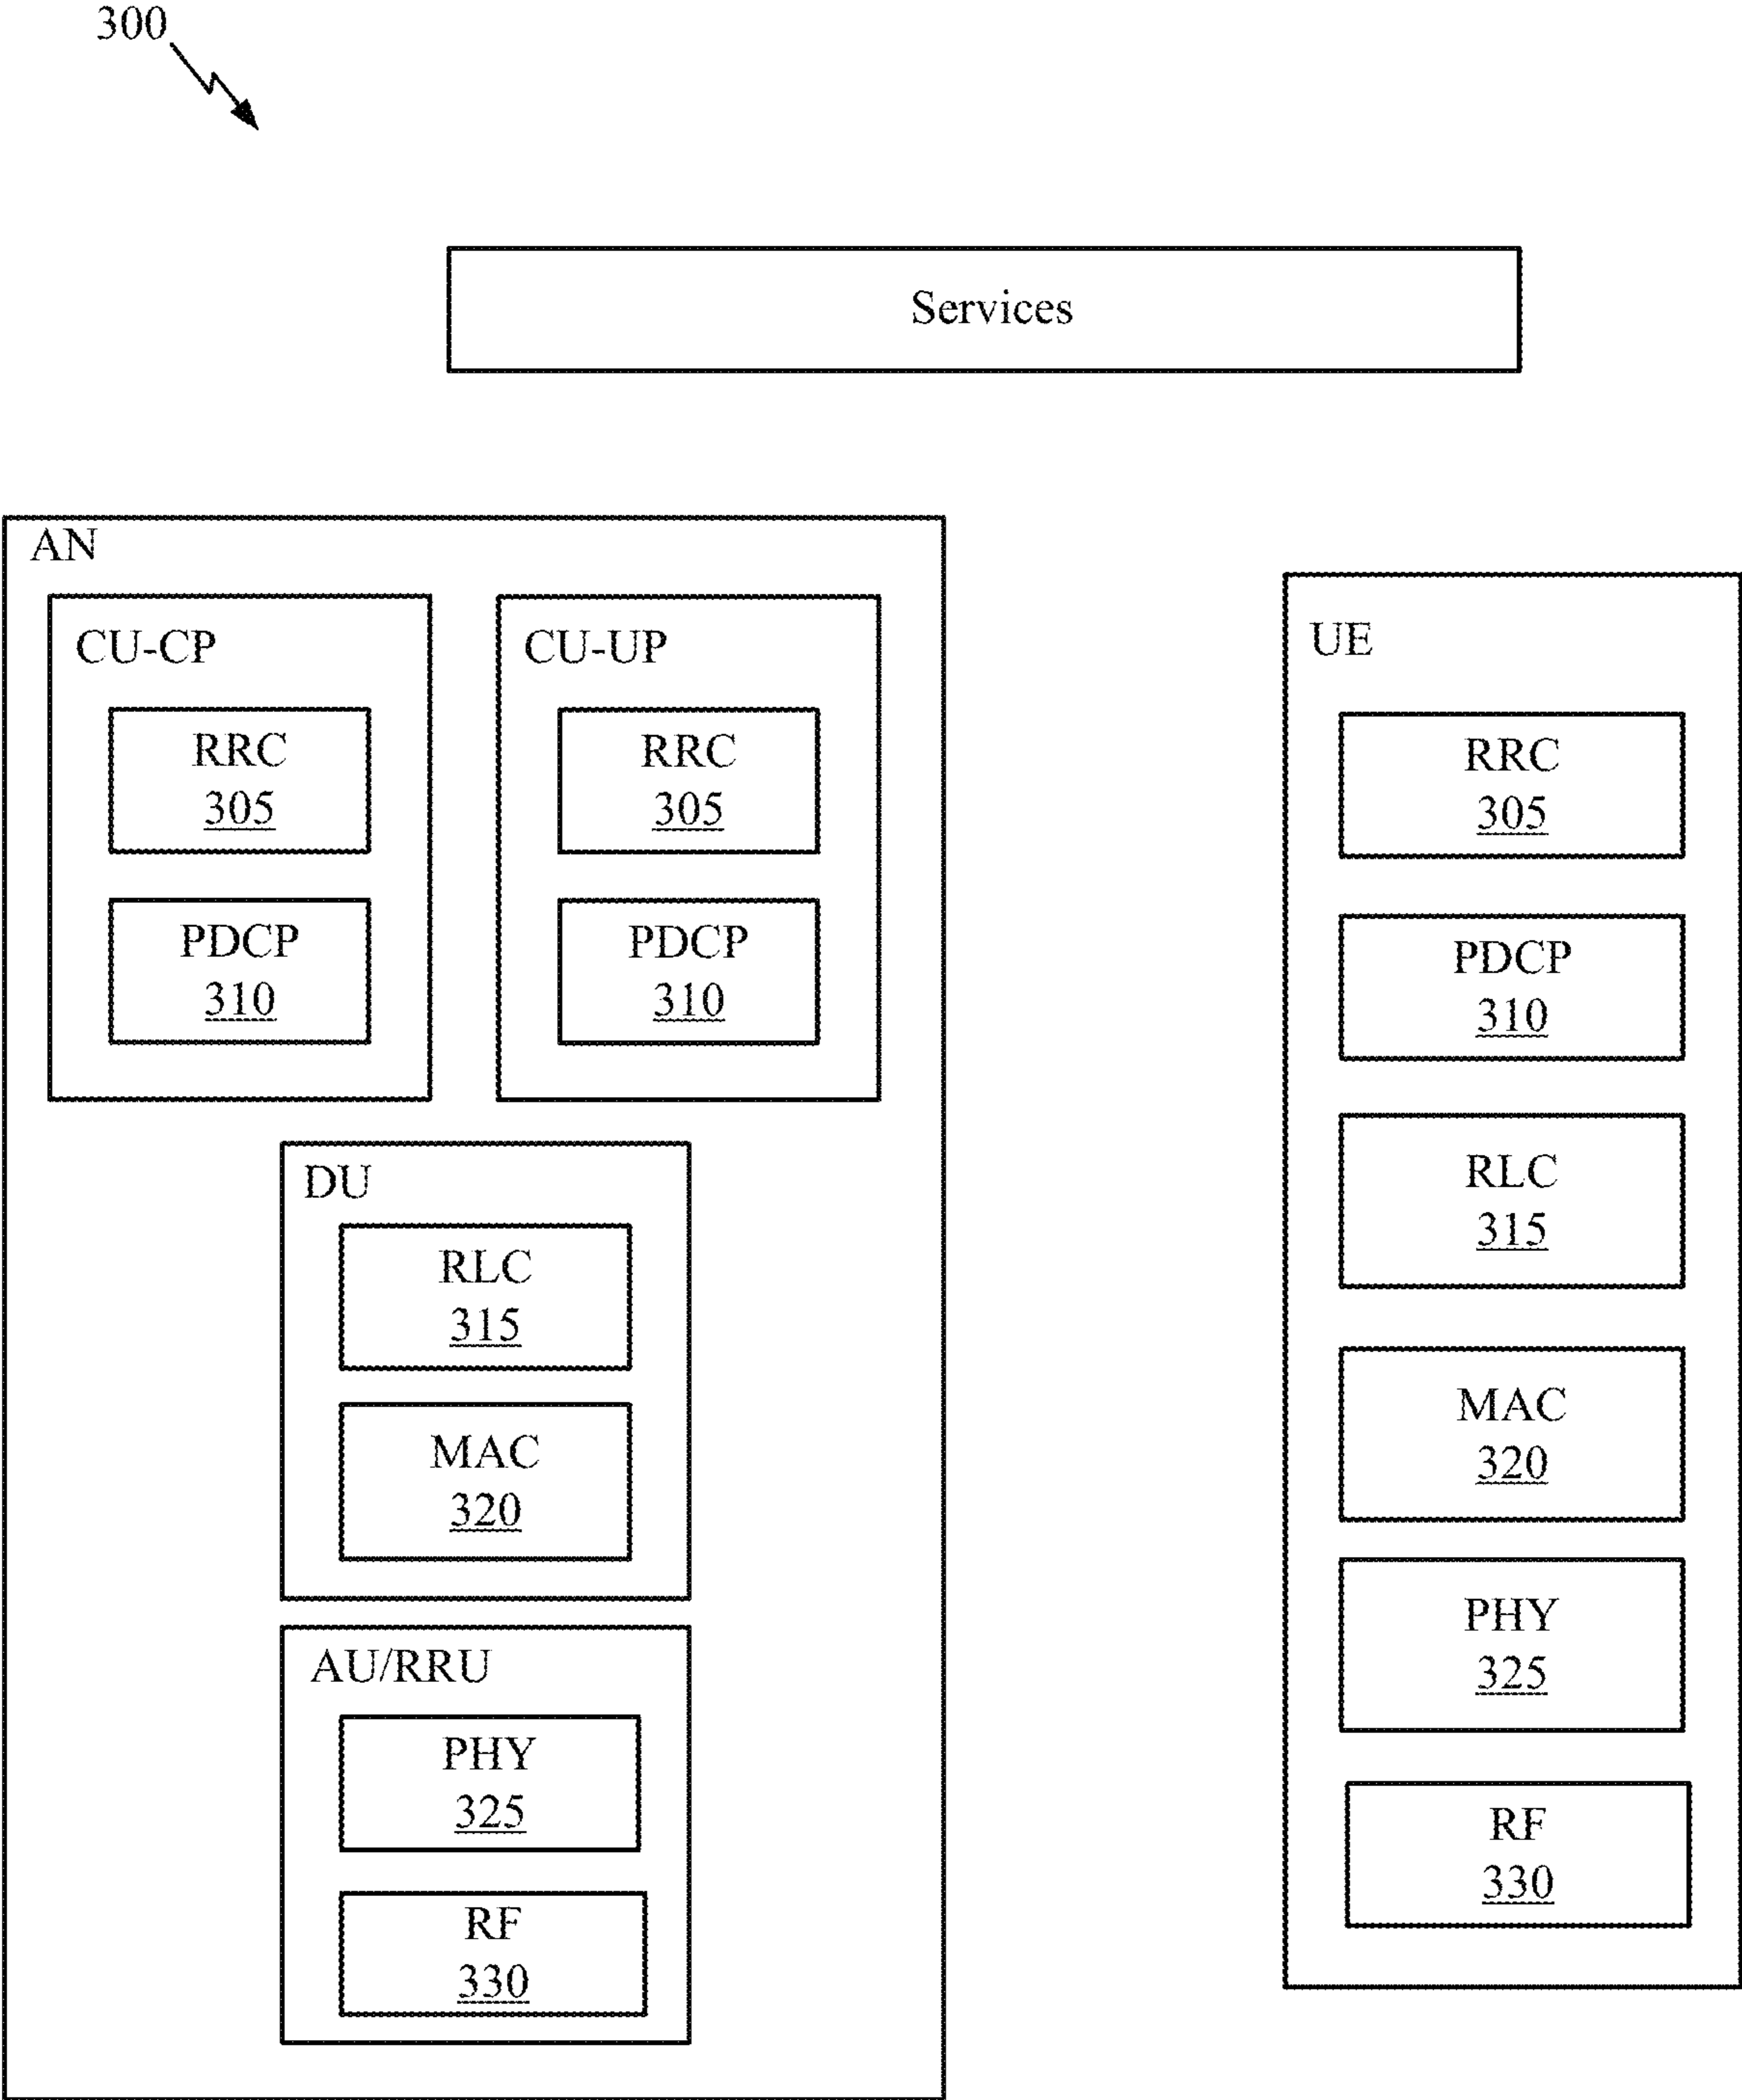 300
Services
AN
CU-CP
RRC
305
PDCP
310
CU-UP
RRC
305
PDCP
310
DU
RLC
315
MAC
320
AU/RRU
PHY
325
RF
330
UE
RRC
305
PDCP
310
RLC
315
MAC
320
PHY
325
RF
330